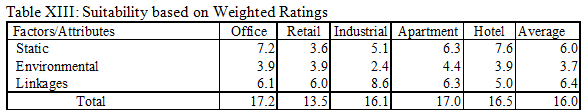 Table XIII: Suitability based on Weighted Ratings
Factors/Attributes Office Retail Industrial Apartment Hotel Average
Static 7.2 3.6 5.1 6.3 7.6 6.0
Environmental 3.9 3.9 2.4 4.4 3.9 3.7
Linkages 6.1 6.0 8.6 6.3 5.0 6.4
Total 17.2 13.5 16.1 17.0 16.5 16.0